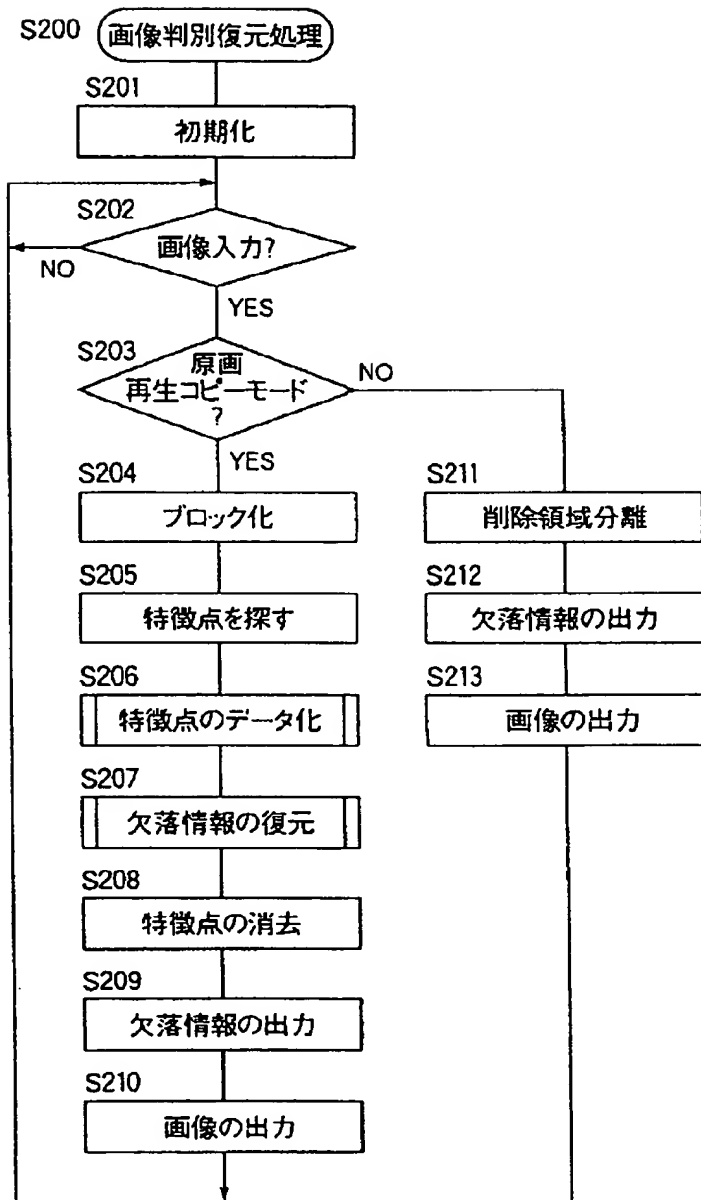 S200
画像判別復元処理
S201
初期化
S202
画像入力?
NO
YES
S203
原画
再生コピーモード
?
NO
YES
S204
ブロック化
S205
特徴点を探す
S206
特徴点のデータ化
S207
欠落情報の復元
S208
特徴点の消去
S209
欠落情報の出力
S210
画像の出力
S211
削除領域分離
S212
欠落情報の出力
S213
画像の出力